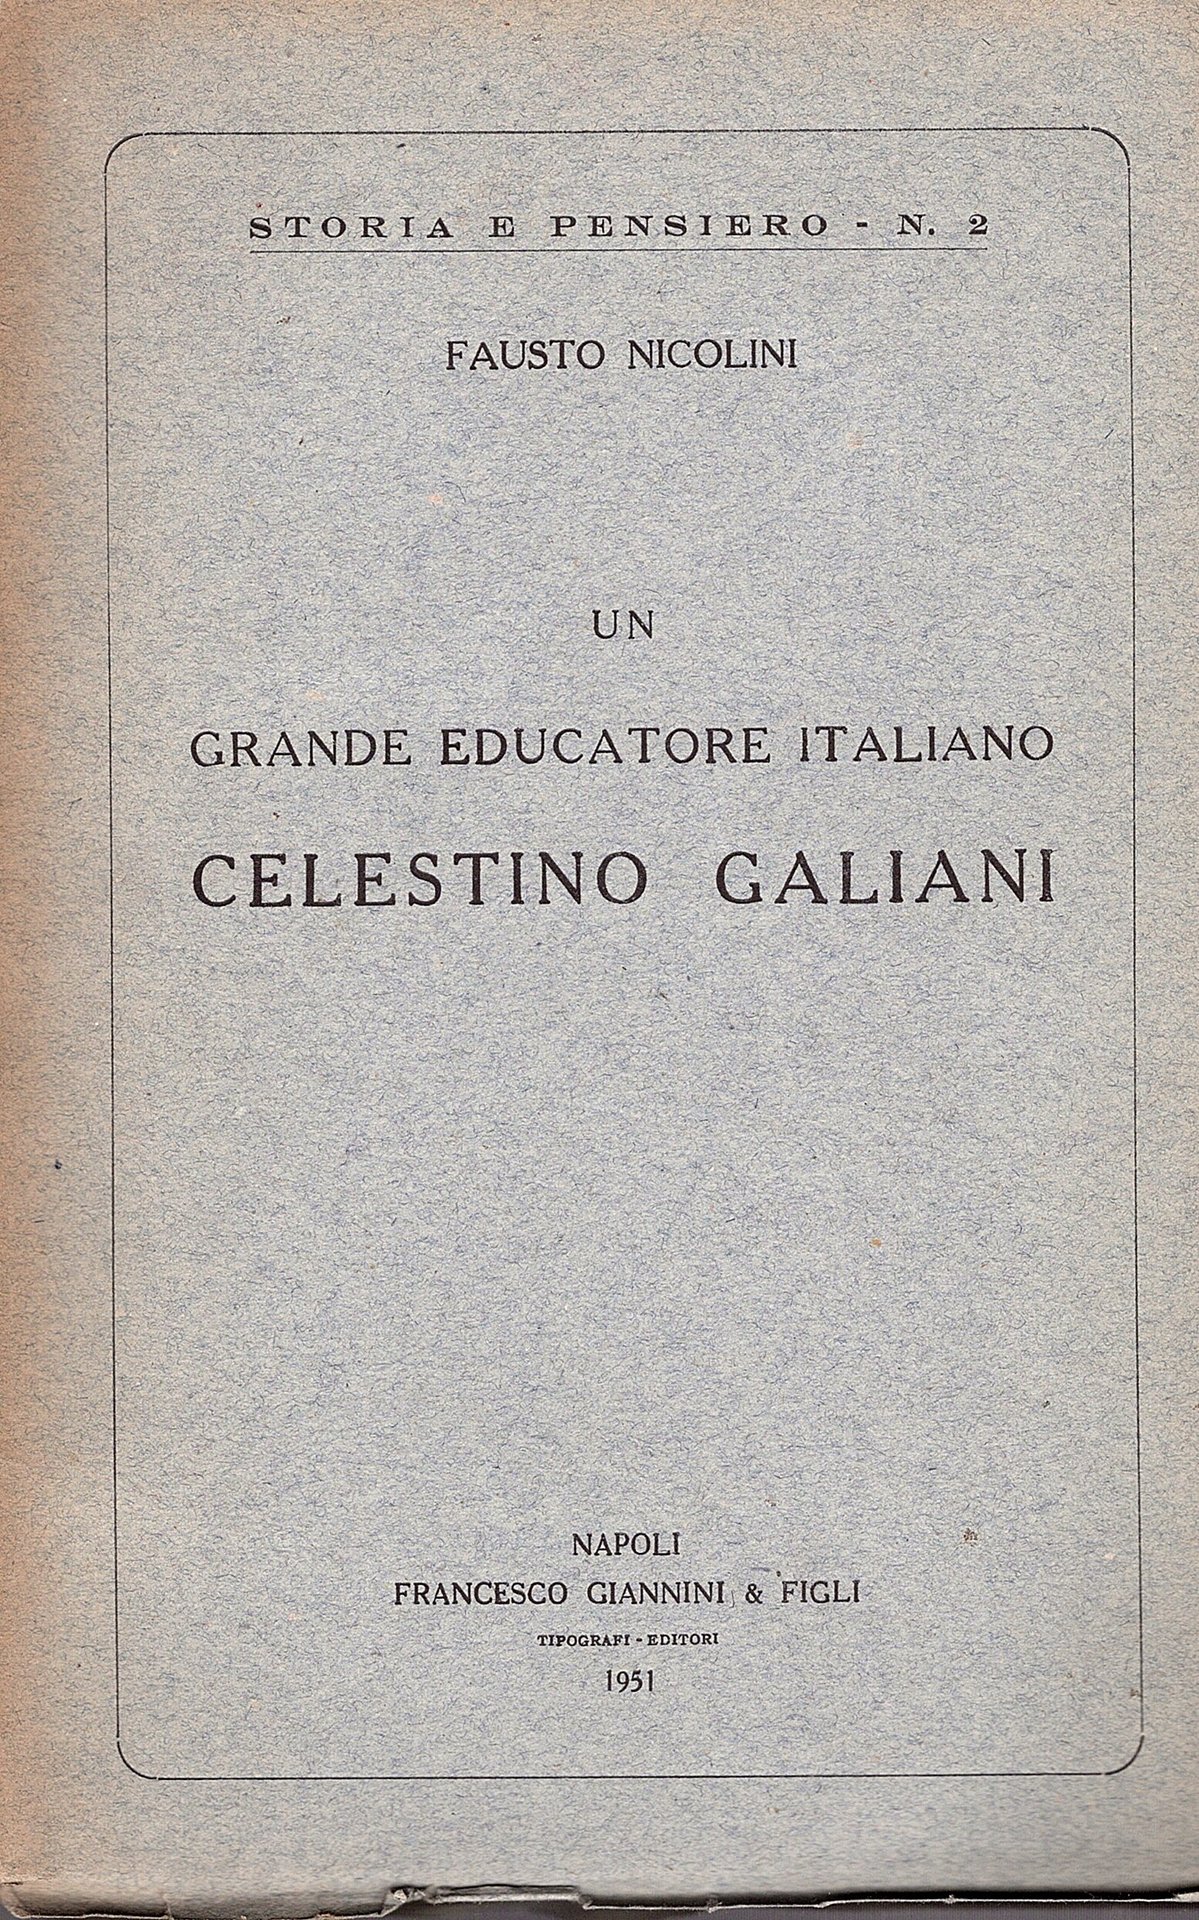 STORIA E PENSIERO - N. 2
FAUSTO NICOLINI
UN
GRANDE EDUCATORE ITALIANO
CELESTINO GALIANI
NAPOLI
FRANCESCO GIANNINI & FIGLI
TIPOGRAFI - EDITORI
1951